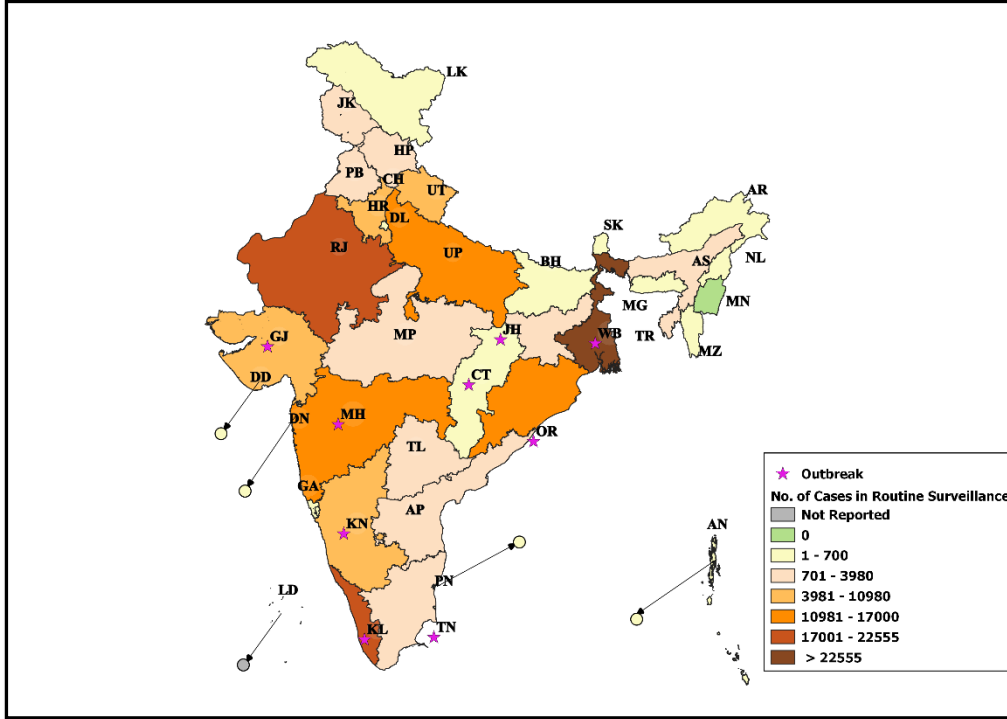 LK
JK
HP
PB
CH
UT
AR
HR
DL
SK
RJ
UP
BH
AS
NL
MG
MN
GJ
MP
JH
WB
TR
MZ
DD
CT
DN
MH
OR
TL
GA
AP
KN
AN
PN
LD
KL
TN
Outbreak
No. of Cases in Routine Surveillance
Not Reported
0
1 - 700
701 - 3980
3981 - 10980
10981 - 17000
17001 - 22555
> 22555